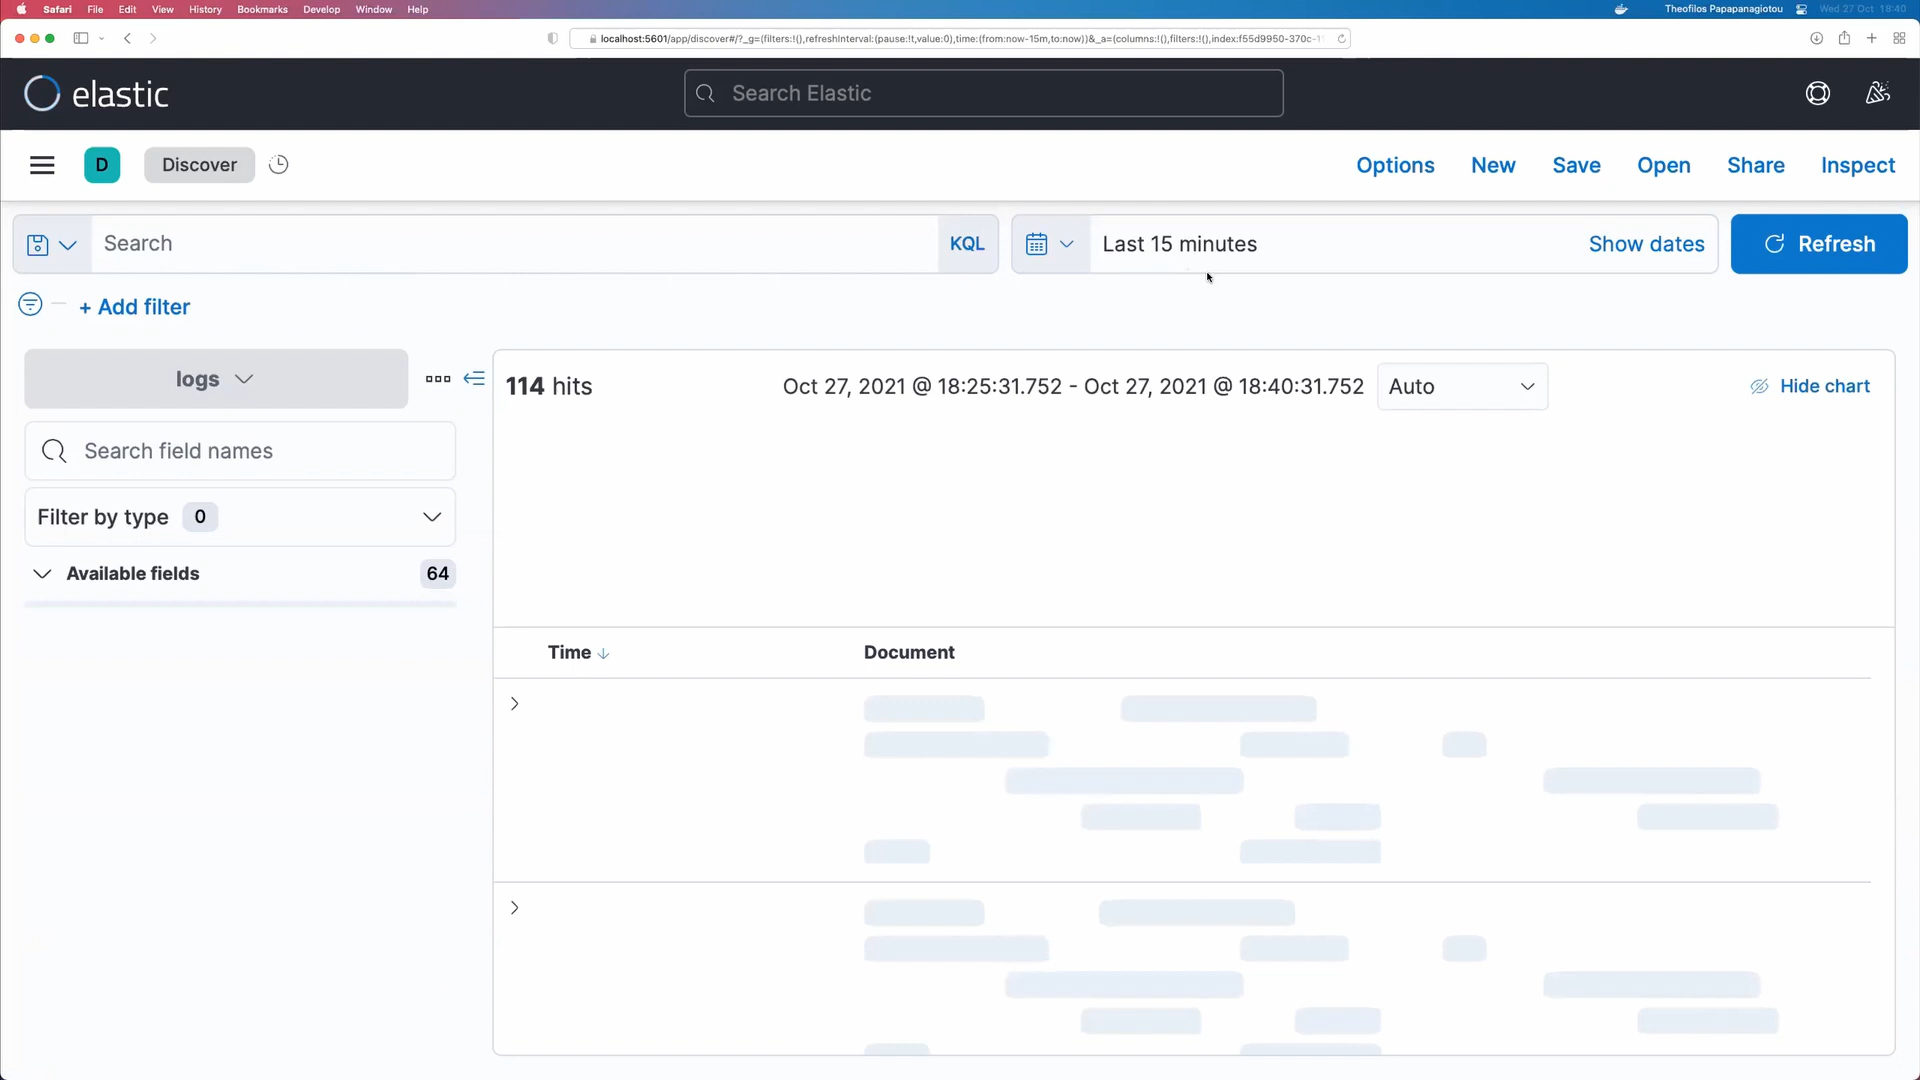 Safari File Edit View History Bookmarks Develop Window Help Theofilos Papapanagiotou Wed 27 Oct 18:40
localhost:5601/app/discover#/?_g=(filters:!(),refreshInterval:(pause:!t,value:0),time:(from:now-15m,to:now))&_a=(columns:!(),filters:!(),index:f55d9950-370c-1
elastic Search Elastic
D Discover Options New Save Open Share Inspect
Search KQL Last 15 minutes Show dates Refresh
+ Add filter
logs 114 hits Oct 27, 2021 @ 18:25:31.752 - Oct 27, 2021 @ 18:40:31.752 Auto Hide chart
Search field names
Filter by type 0
Available fields 64
Time Document